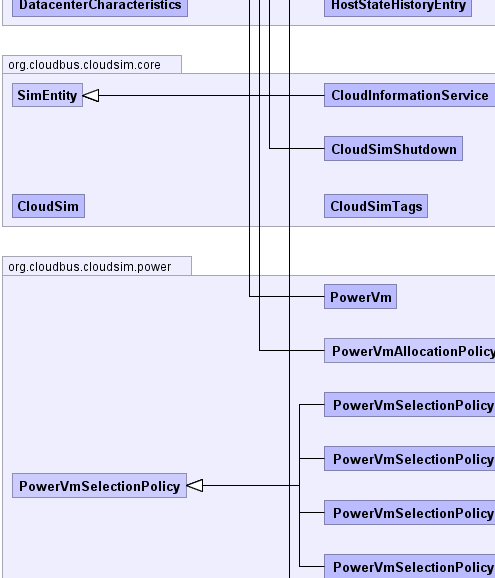 DatacenterCharacteristics
HostStateHistoryEntry
org.cloudbus.cloudsim.core
SimEntity
CloudInformationService
CloudSimShutdown
CloudSim
CloudSimTags
org.cloudbus.cloudsim.power
PowerVm
PowerVmAllocationPolicy
PowerVmSelectionPolicy
PowerVmSelectionPolicy
PowerVmSelectionPolicy
PowerVmSelectionPolicy
PowerVmSelectionPolicy